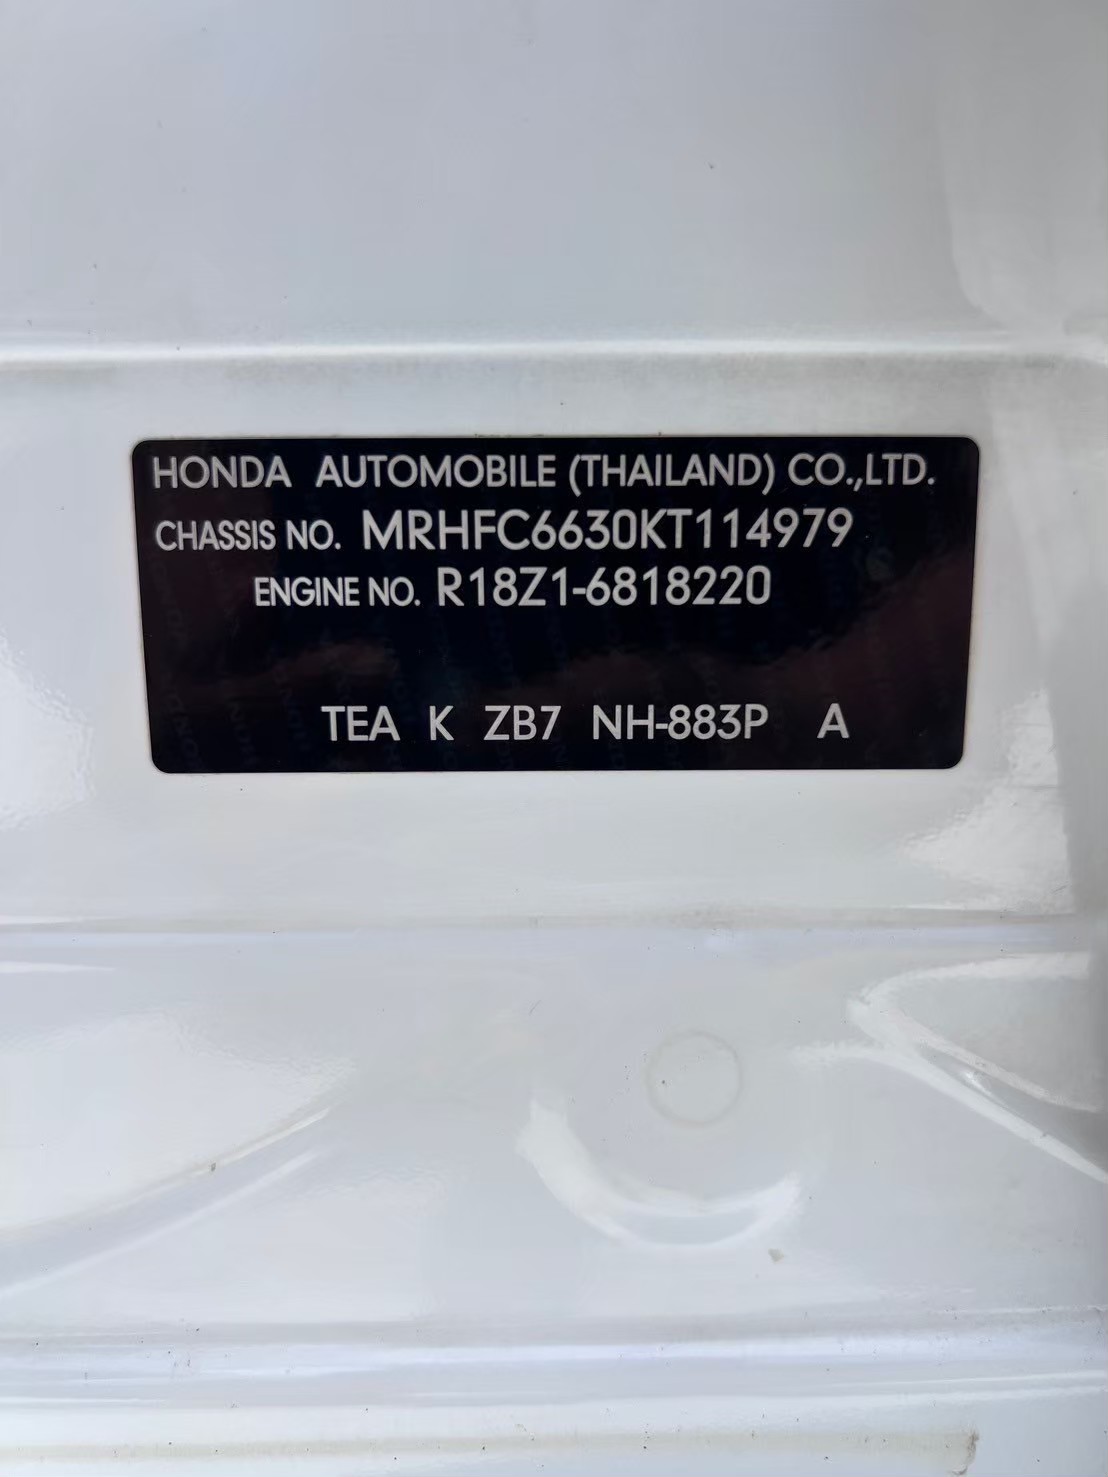 HONDA AUTOMOBILE (THAILAND) CO.,LTD.
CHASSIS NO. MRHFC6630KT114979
ENGINE NO. R18Z1-6818220
TEA K ZB7 NH-883P A